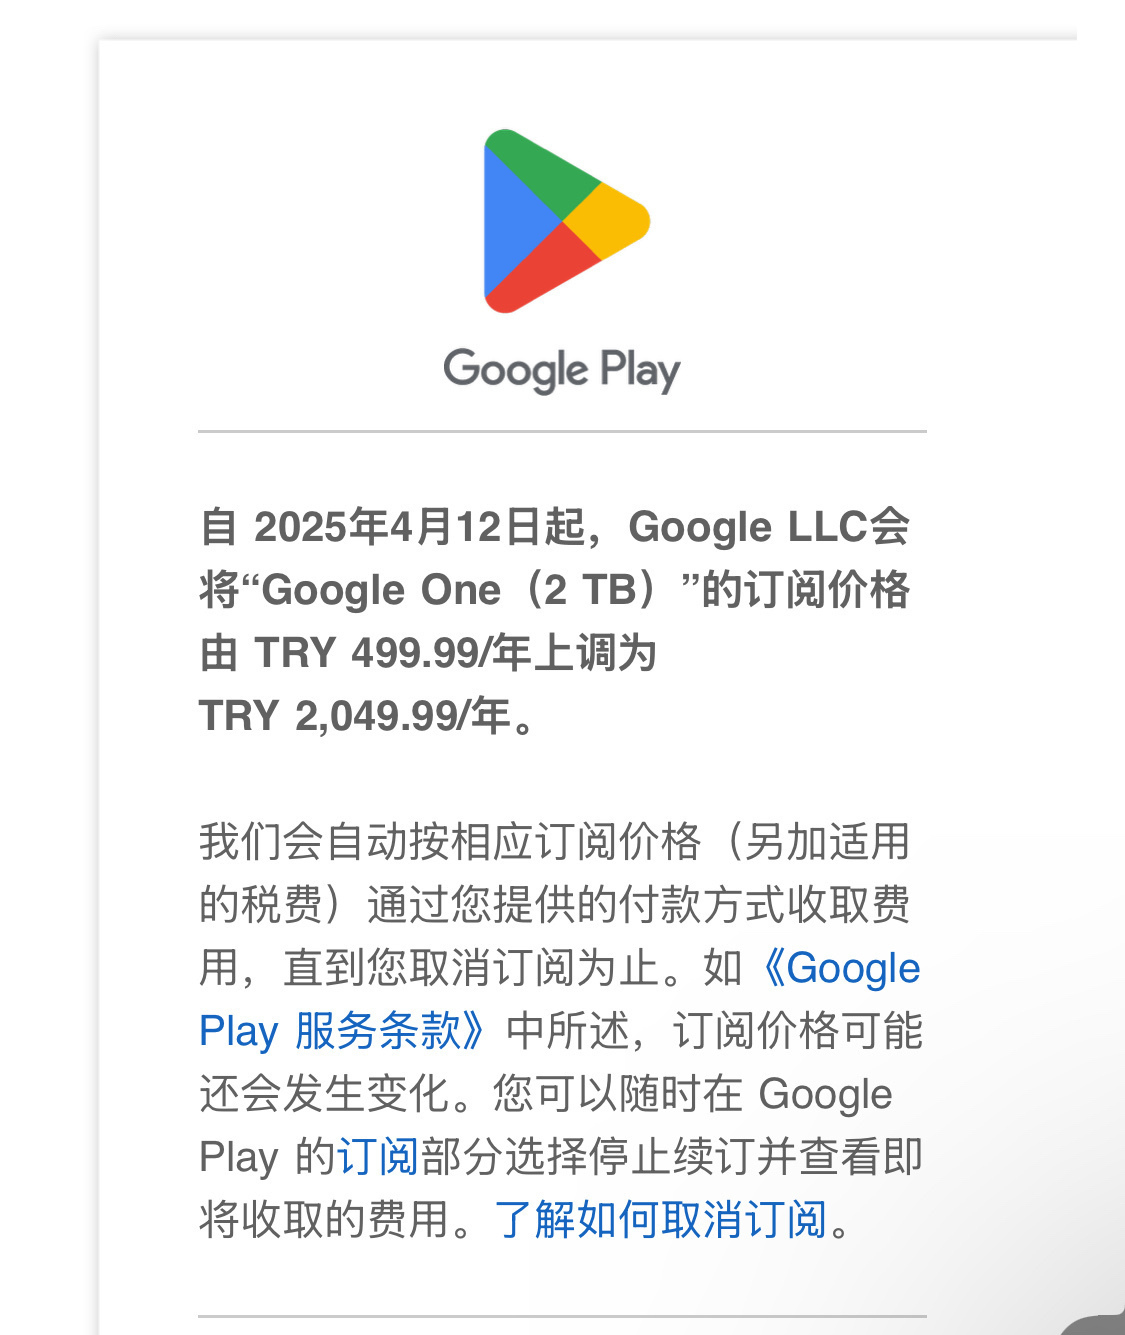 Google Play
自 2025年4月12日起，Google LLC会
将“Google One（2 TB）”的订阅价格
由 TRY 499.99/年上调为
TRY 2,049.99/年。
我们会自动按相应订阅价格（另加适用
的税费）通过您提供的付款方式收取费
用，直到您取消订阅为止。如《Google
Play 服务条款》中所述，订阅价格可能
还会发生变化。您可以随时在 Google
Play 的订阅部分选择停止续订并查看即
将收取的费用。了解如何取消订阅。